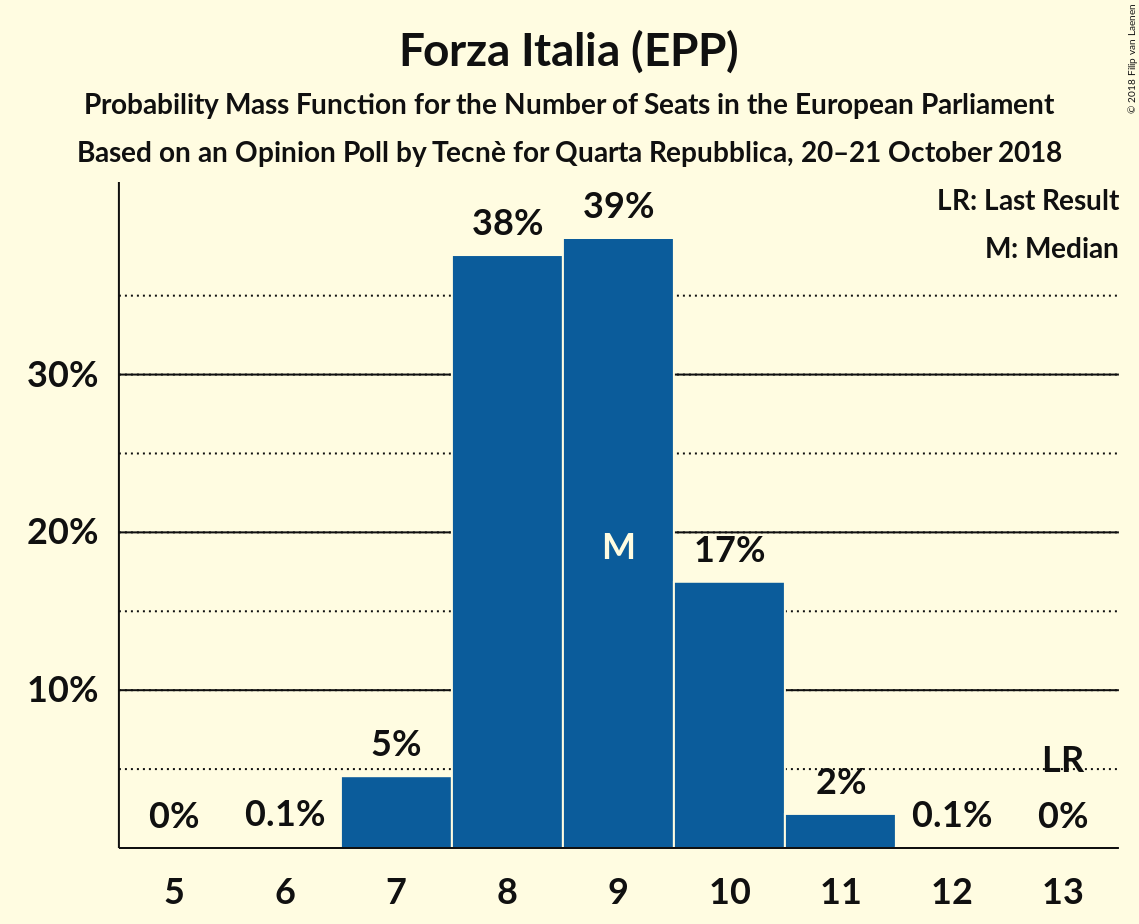 Forza Italia (EPP)
Probability Mass Function for the Number of Seats in the European Parliament
Based on an Opinion Poll by Tecnè for Quarta Repubblica, 20–21 October 2018
© 2018 Filip van Laenen
LR: Last Result
M: Median
30%
20%
10%
0%
0.1%
5%
38%
39%
M
17%
2%
0.1%
LR
0%
5 6 7 8 9 10 11 12 13